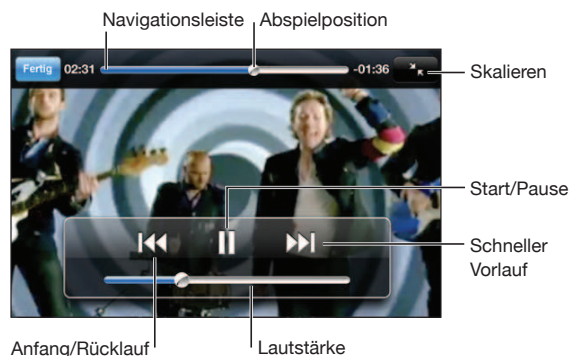 Navigationsleiste Abspielposition
Fertig 02:31 -01:36
Skalieren
Start/Pause
Schneller
Vorlauf
Anfang/Rücklauf Lautstärke